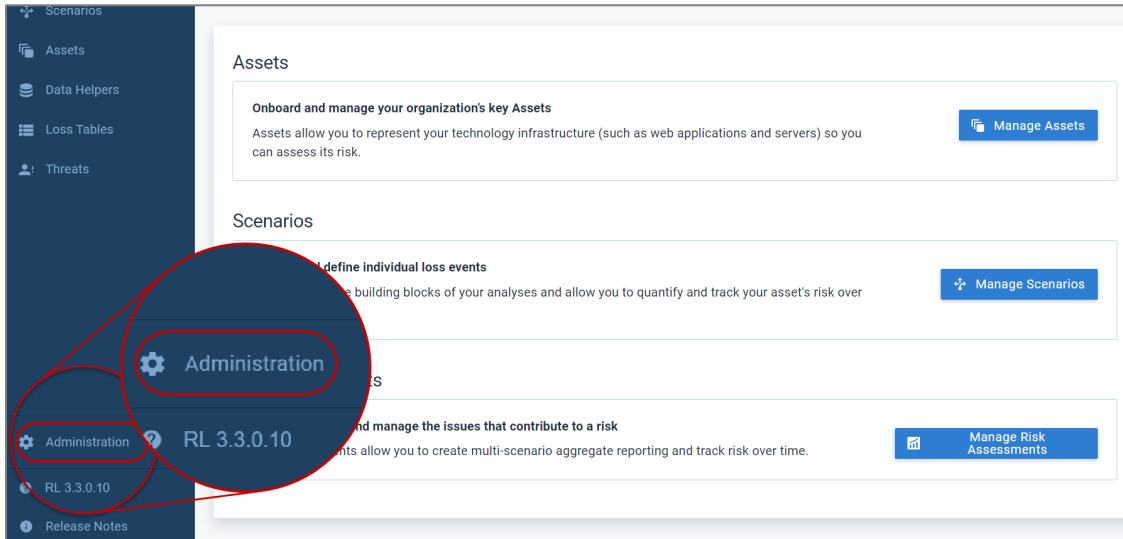 Scenarios
Assets
Data Helpers
Loss Tables
Threats
Administration
RL 3.3.0.10
Release Notes
Assets
Onboard and manage your organization's key Assets
Assets allow you to represent your technology infrastructure (such as web applications and servers) so you
can assess its risk.
Manage Assets
Scenarios
define individual loss events
building blocks of your analyses and allow you to quantify and track your asset's risk over
Manage Scenarios
Administration
RL 3.3.0.10
and manage the issues that contribute to a risk
allow you to create multi-scenario aggregate reporting and track risk over time.
Manage Risk
Assessments